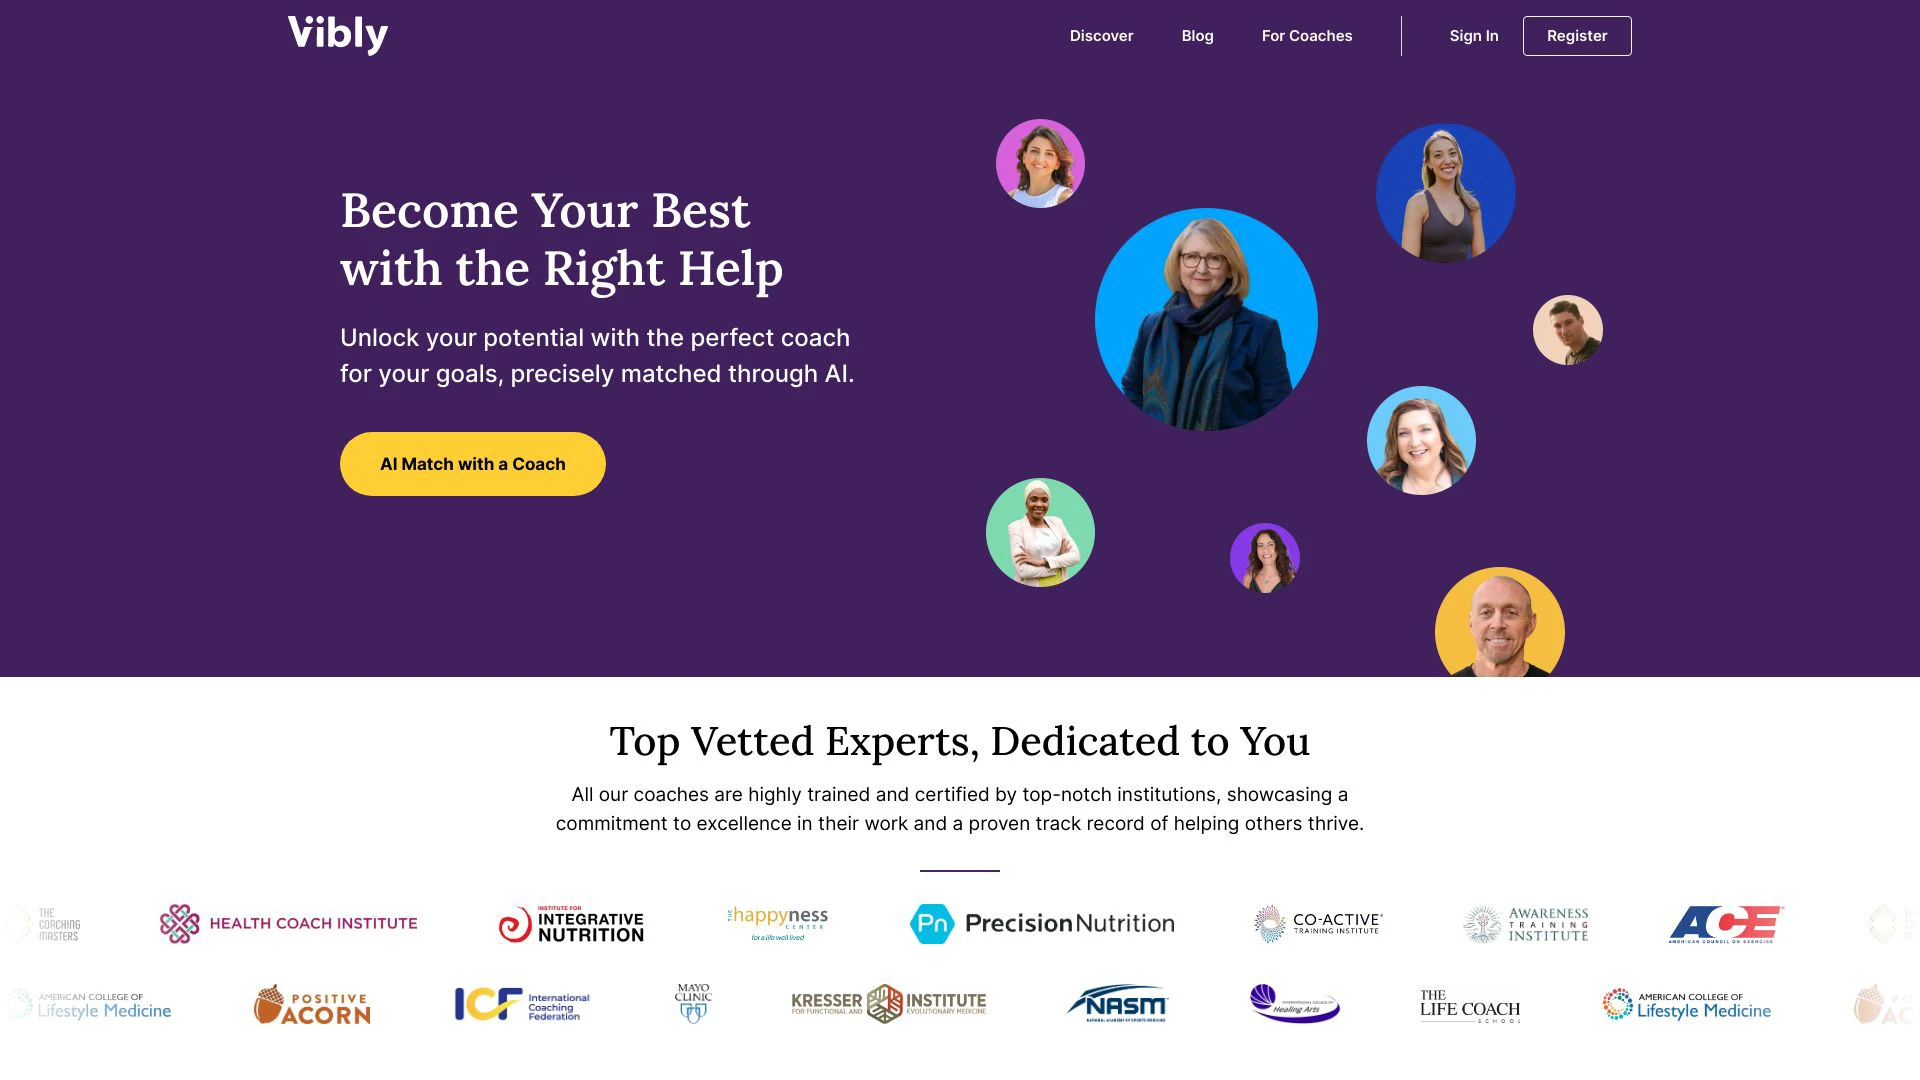 Vibly
Discover
Blog
For Coaches
Sign In
Register
Become Your Best
with the Right Help
Unlock your potential with the perfect coach
for your goals, precisely matched through AI.
AI Match with a Coach
Top Vetted Experts, Dedicated to You
All our coaches are highly trained and certified by top-notch institutions, showcasing a
commitment to excellence in their work and a proven track record of helping others thrive.
THE
COACHING
MASTERS
HEALTH COACH INSTITUTE
INSTITUTE FOR
INTEGRATIVE
NUTRITION
THE
happyness
CENTER
for a life well lived
Pn PrecisionNutrition
CO-ACTIVE
TRAINING INSTITUTE
AWARENESS
TRAINING
INSTITUTE
ACE
AMERICAN COUNCIL ON EXERCISE
AMERICAN COLLEGE OF
Lifestyle Medicine
POSITIVE
ACORN
ICF International
Coaching
Federation
MAYO
CLINIC
KRESSER INSTITUTE
FOR FUNCTIONAL AND EVOLUTIONARY MEDICINE
NASM
NATIONAL ACADEMY OF SPORTS MEDICINE
INTERNATIONAL COLLEGE OF
Healing Arts
THE
LIFE COACH
SCHOOL
AMERICAN COLLEGE OF
Lifestyle Medicine
PO
AC